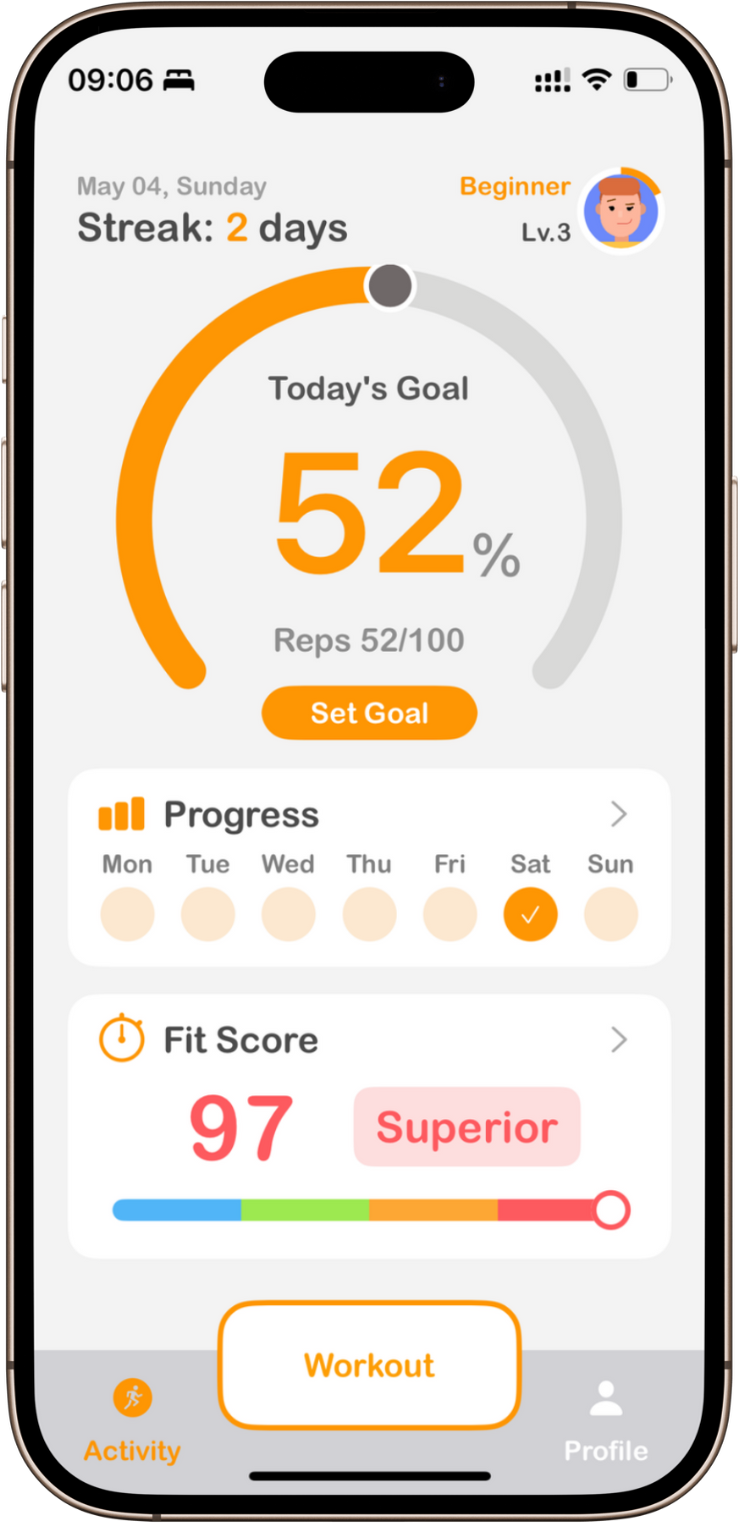 09:06
May 04, Sunday
Beginner
Streak: 2 days
Lv.3
Today's Goal
52%
Reps 52/100
Set Goal
Progress
Mon Tue Wed Thu Fri Sat Sun
Fit Score
97 Superior
Workout
Activity
Profile